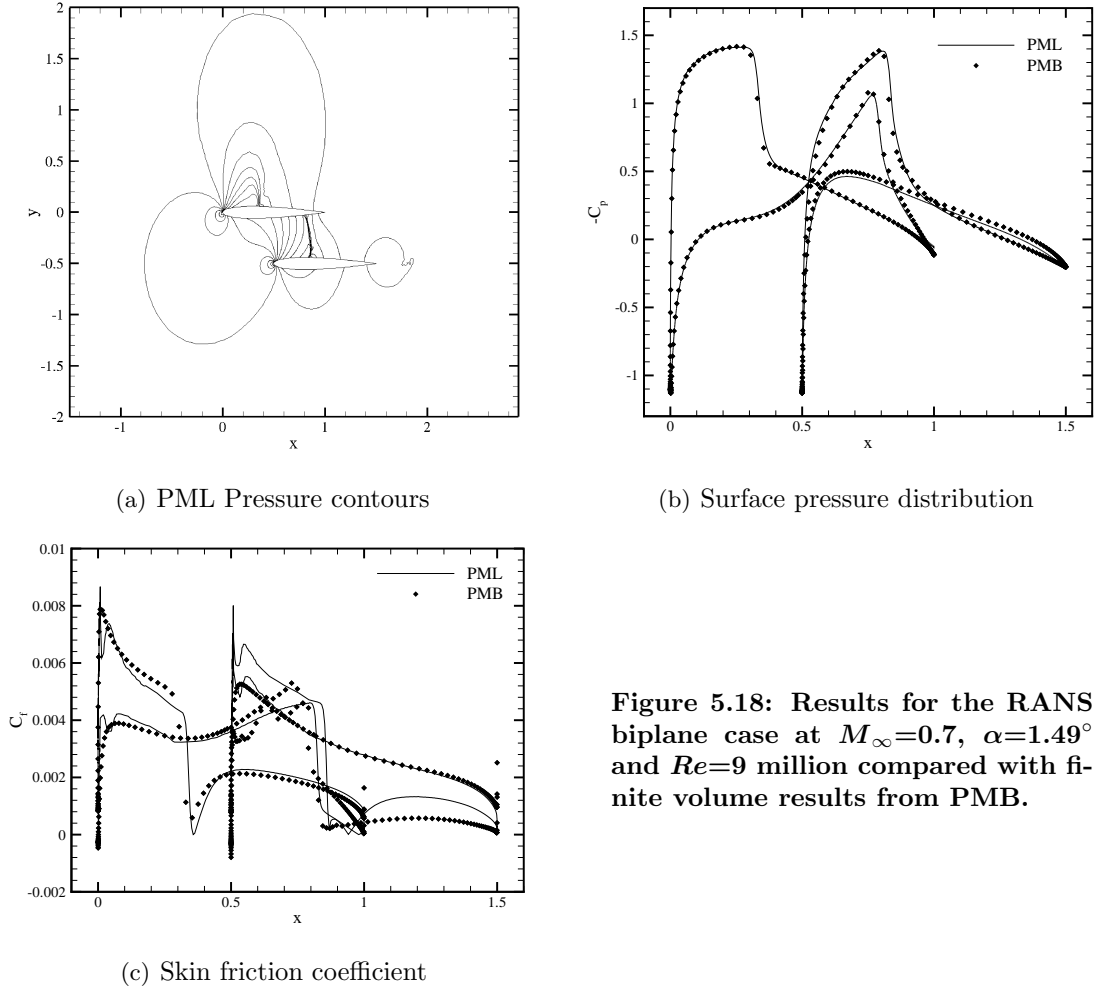 2
1.5
1
0.5
0
-0.5
-1
-1.5
-2
y
-1 0 1 2
x
(a) PML Pressure contours
1.5
1
0.5
0
-0.5
-1
-Cp
PML
PMB
0 0.5 1 1.5
x
(b) Surface pressure distribution
0.01
0.008
0.006
0.004
0.002
0
-0.002
Cf
PML
PMB
0 0.5 1 1.5
x
(c) Skin friction coefficient
Figure 5.18: Results for the RANS
biplane case at M∞=0.7, α=1.49°
and Re=9 million compared with fi-
nite volume results from PMB.